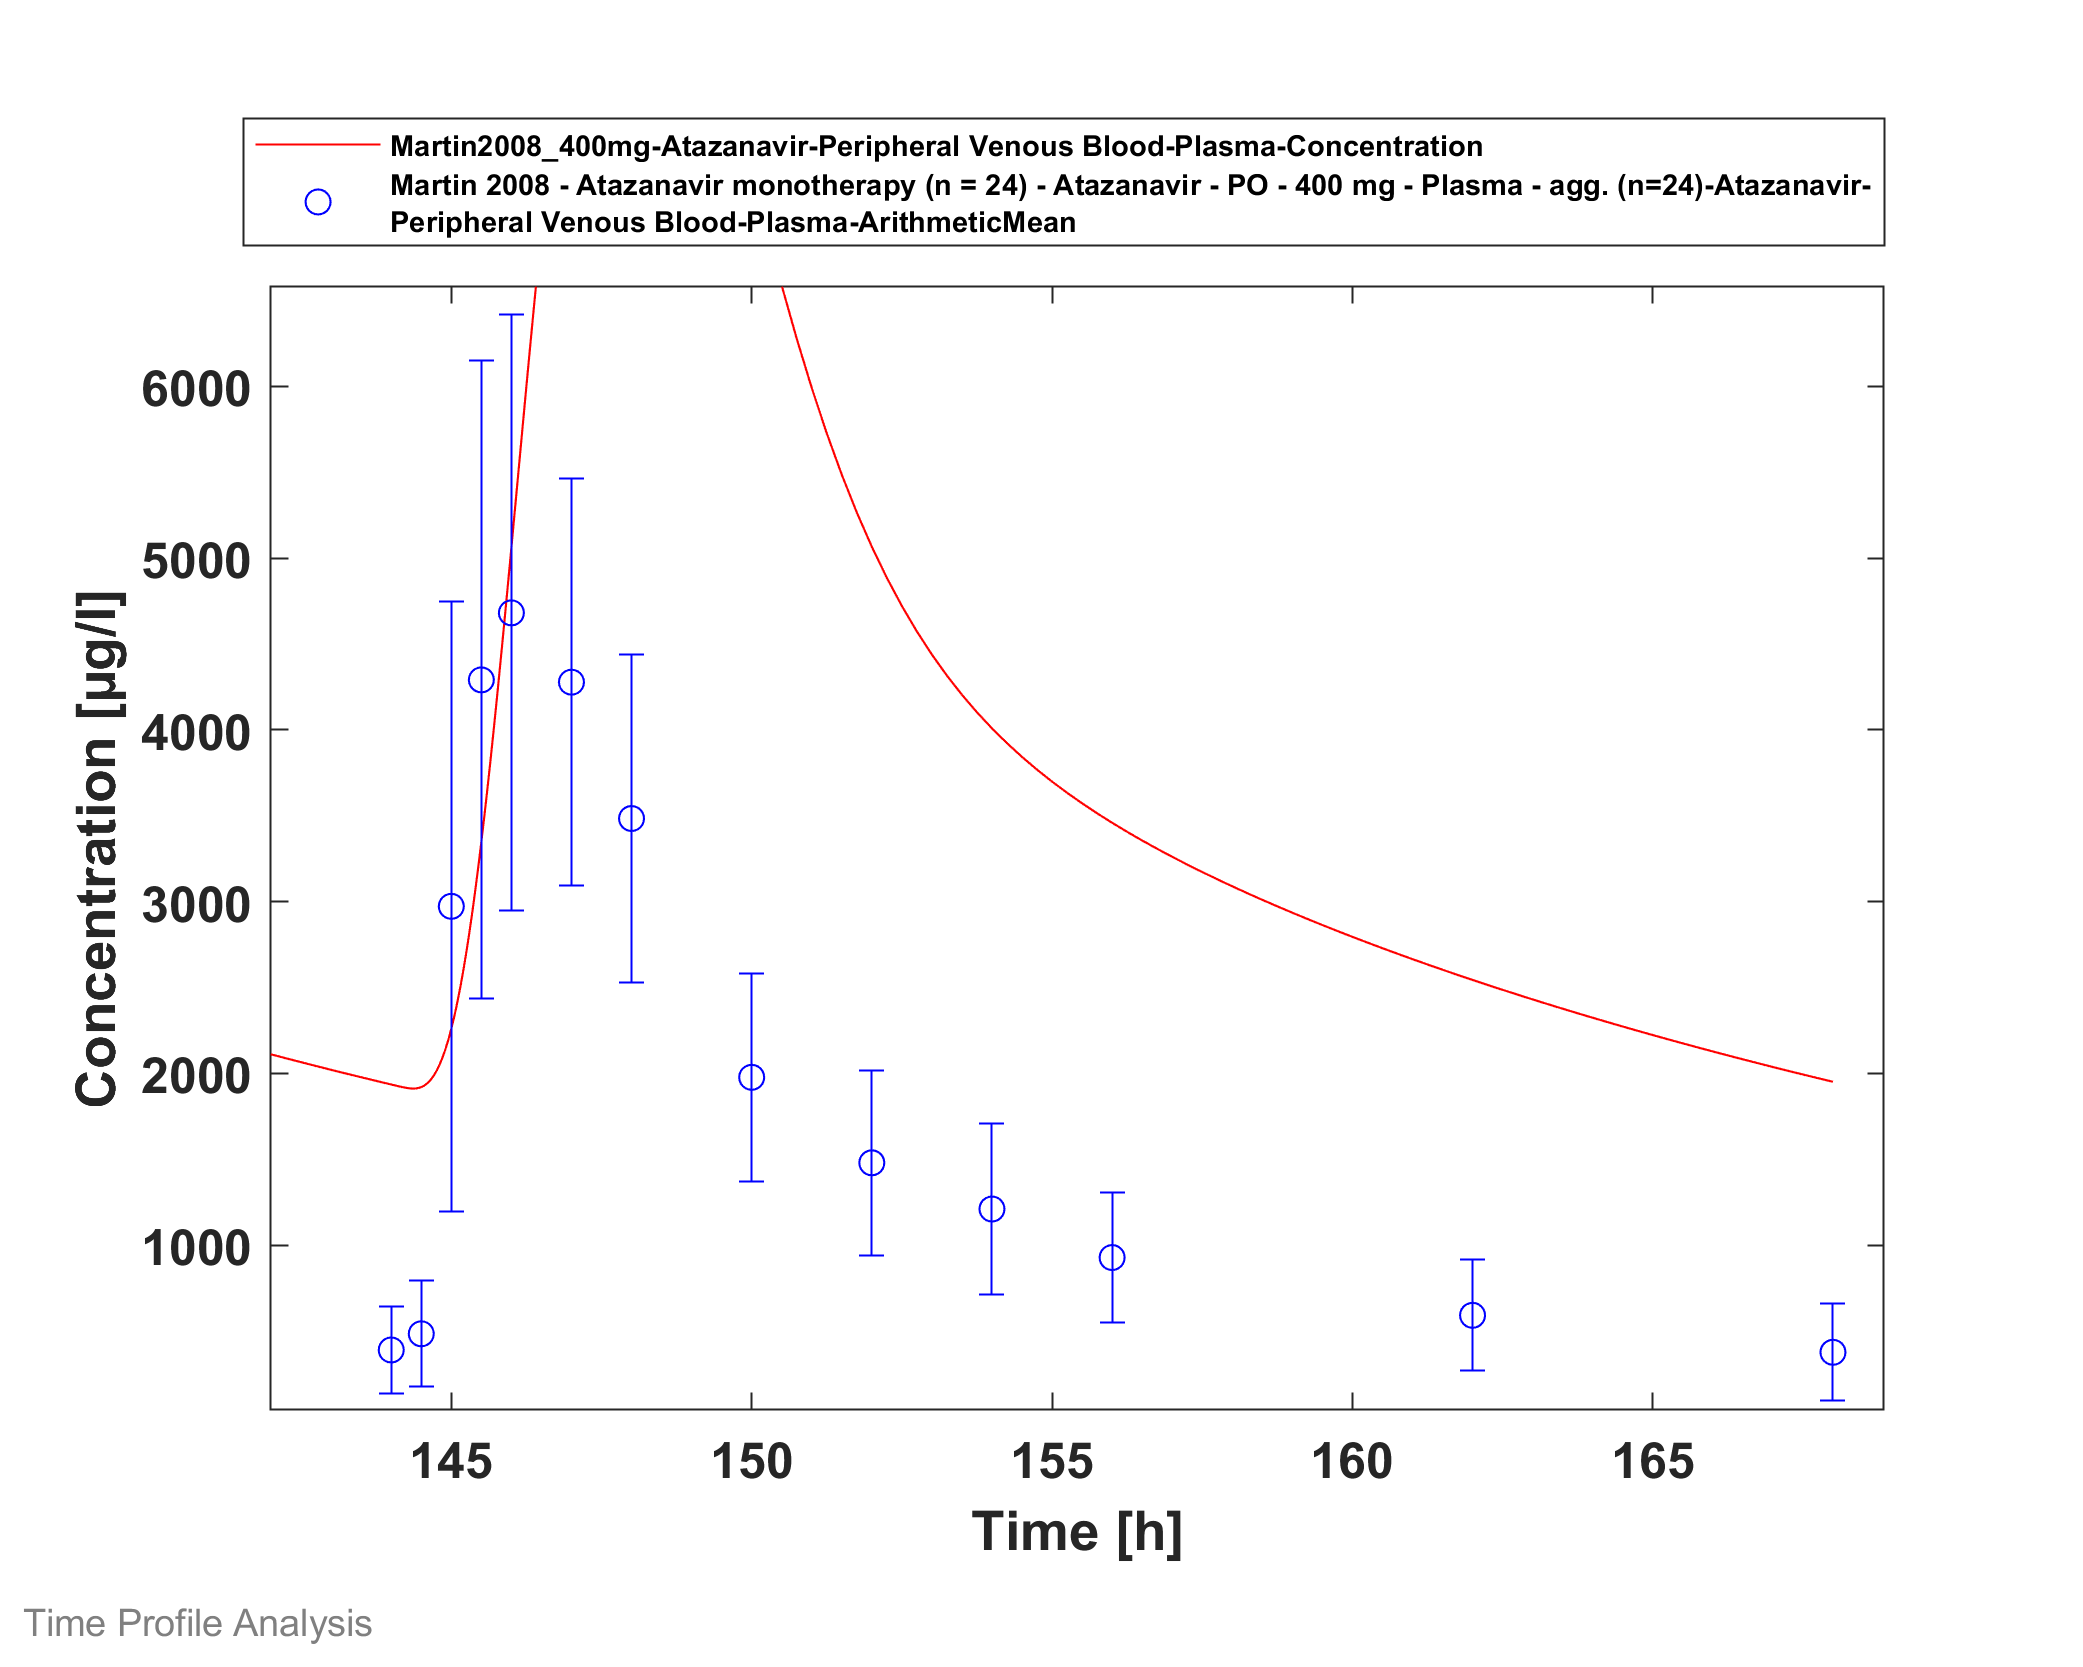 Martin2008_400mg-Atazanavir-Peripheral Venous Blood-Plasma-Concentration
Martin 2008 - Atazanavir monotherapy (n = 24) - Atazanavir - PO - 400 mg - Plasma - agg. (n=24)-Atazanavir-
Peripheral Venous Blood-Plasma-ArithmeticMean
6000
5000
4000
3000
2000
1000
Concentration [µg/l]
145 150 155 160 165
Time [h]
Time Profile Analysis